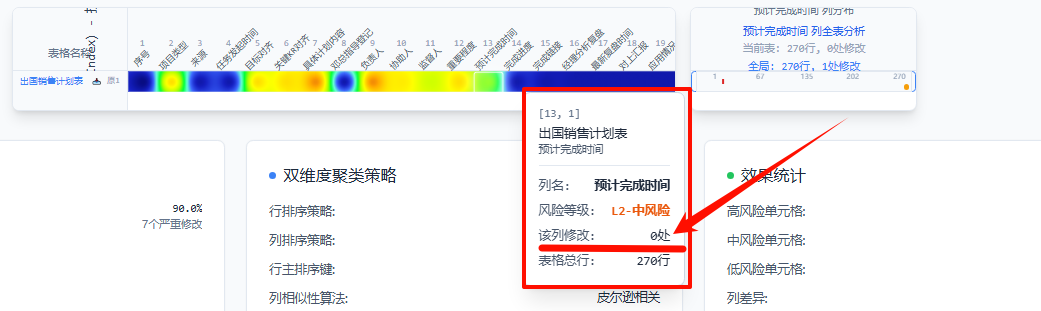 ndex) -
表格名称
1 2 3 4 5 6 7 8 9 10 11 12 13 14 15 16 17 18 19
序号
项目类型
来源
任务发起时间
目标对齐
关键KR对齐
具体计划内容
邓总指导登记
负责人
协助人
监督人
重要程度
预计完成时间
完成进度
完成链接
经理分析复盘
最新复盘时间
对上汇报
应用情况
出国销售计划表
原1
预计完成时间 列分布
预计完成时间 列全表分析
当前表: 270行, 0处修改
全局: 270行, 1处修改
1 67 135 202 270
[13, 1]
出国销售计划表
预计完成时间
列名: 预计完成时间
风险等级: L2-中风险
该列修改: 0处
表格总行: 270行
90.0%
7个严重修改
双维度聚类策略
行排序策略:
列排序策略:
行主排序键:
列相似性算法: 皮尔逊相关
效果统计
高风险单元格:
中风险单元格:
低风险单元格:
列差异: